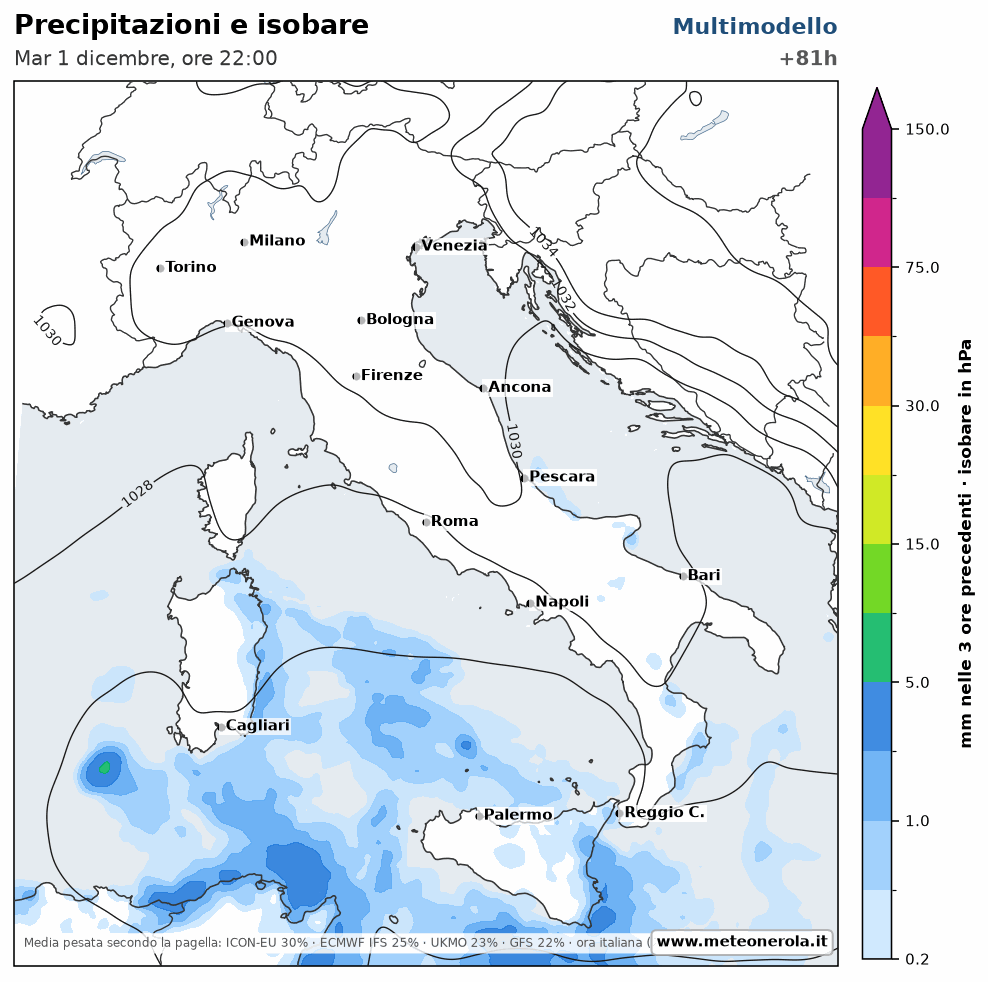 Precipitazioni e isobare
Multimodello
Mar 1 dicembre, ore 22:00
+81h
150.0
75.0
30.0
15.0
5.0
1.0
0.2
mm nelle 3 ore precedenti · isobare in hPa
1034
032
Milano
Venezia
Torino
Genova
Bologna
1030
Firenze
Ancona
1030
Pescara
1028
Roma
Bari
Napoli
Cagliari
Palermo
Reggio C.
Media pesata secondo la pagella: ICON-EU 30% · ECMWF IFS 25% · UKMO 23% · GFS 22% · ora italiana (
www.meteonerola.it